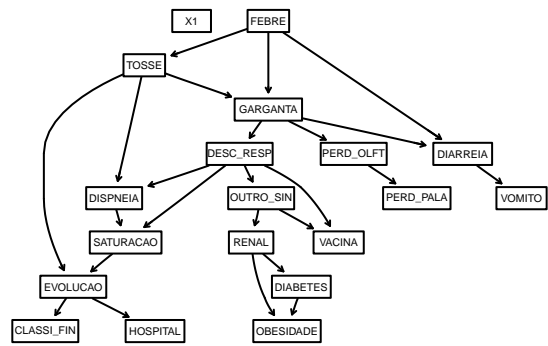 X1
FEBRE
TOSSE
GARGANTA
DESC_RESP
PERD_OLFT
DIARREIA
DISPNEIA
OUTRO_SIN
PERD_PALA
VOMITO
SATURACAO
RENAL
VACINA
EVOLUCAO
DIABETES
CLASSI_FIN
HOSPITAL
OBESIDADE